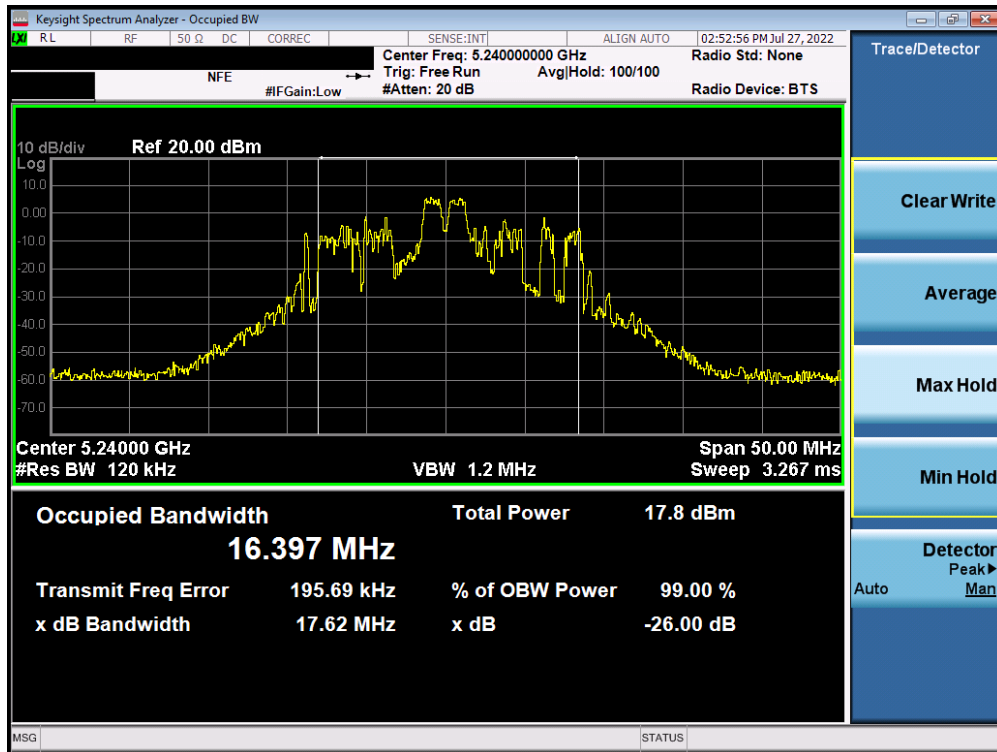 Keysight Spectrum Analyzer - Occupied BW
LXI RL RF 50 Ω DC CORREC SENSE:INT ALIGN AUTO 02:52:56 PM Jul 27, 2022
Center Freq: 5.240000000 GHz Radio Std: None
NFE Trig: Free Run Avg|Hold: 100/100
#IFGain:Low #Atten: 20 dB Radio Device: BTS
Trace/Detector
10 dB/div Ref 20.00 dBm
Log
10.0
0.00
-10.0
-20.0
-30.0
-40.0
-50.0
-60.0
-70.0
Center 5.24000 GHz Span 50.00 MHz
#Res BW 120 kHz VBW 1.2 MHz Sweep 3.267 ms
Occupied Bandwidth Total Power 17.8 dBm
16.397 MHz
Transmit Freq Error 195.69 kHz % of OBW Power 99.00 %
x dB Bandwidth 17.62 MHz x dB -26.00 dB
Clear Write
Average
Max Hold
Min Hold
Detector
Peak▶
Auto Man
MSG STATUS